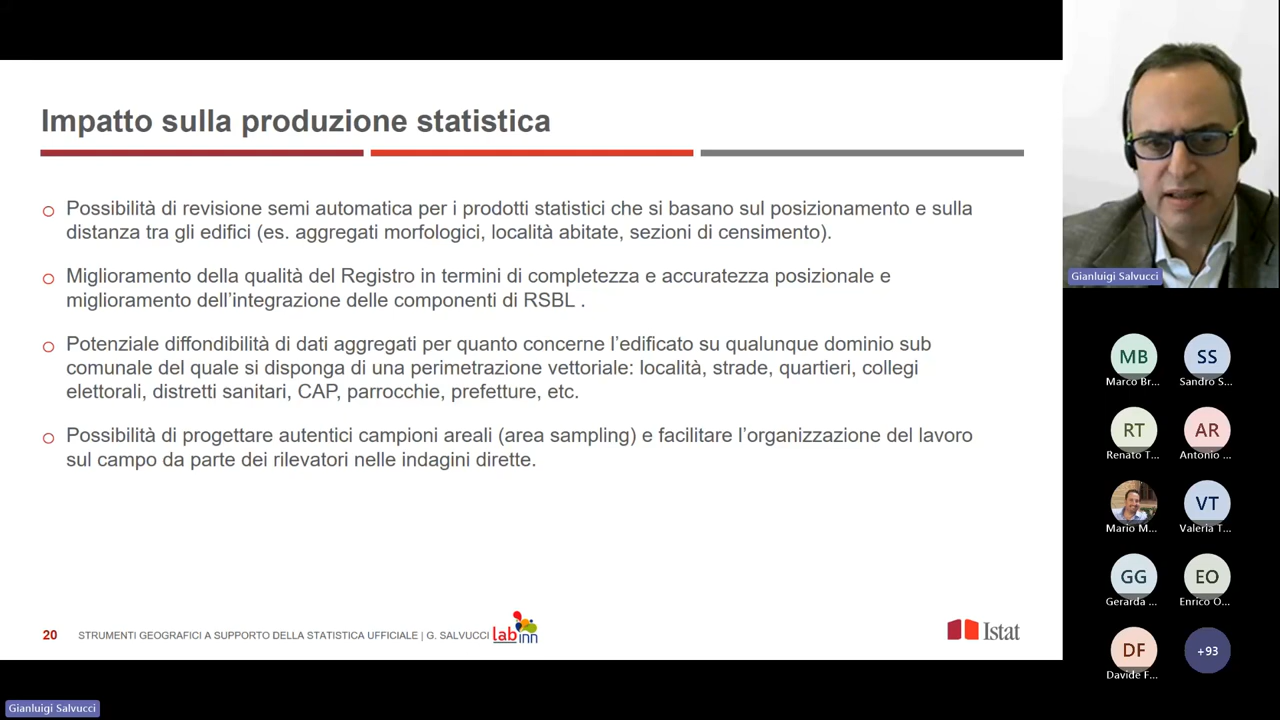 Impatto sulla produzione statistica
Possibilità di revisione semi automatica per i prodotti statistici che si basano sul posizionamento e sulla
distanza tra gli edifici (es. aggregati morfologici, località abitate, sezioni di censimento).
Miglioramento della qualità del Registro in termini di completezza e accuratezza posizionale e
miglioramento dell'integrazione delle componenti di RSBL .
Potenziale diffondibilità di dati aggregati per quanto concerne l'edificato su qualunque dominio sub
comunale del quale si disponga di una perimetrazione vettoriale: località, strade, quartieri, collegi
elettorali, distretti sanitari, CAP, parrocchie, prefetture, etc.
Possibilità di progettare autentici campioni areali (area sampling) e facilitare l'organizzazione del lavoro
sul campo da parte dei rilevatori nelle indagini dirette.
20 STRUMENTI GEOGRAFICI A SUPPORTO DELLA STATISTICA UFFICIALE | G. SALVUCCI
lab inn
Istat
Gianluigi Salvucci
MB SS
Marco Br... Sandro S...
RT AR
Renato T... Antonio ...
VT
Mario M... Valeria T...
GG EO
Gerarda ... Enrico O...
DF +93
Davide F...
Gianluigi Salvucci